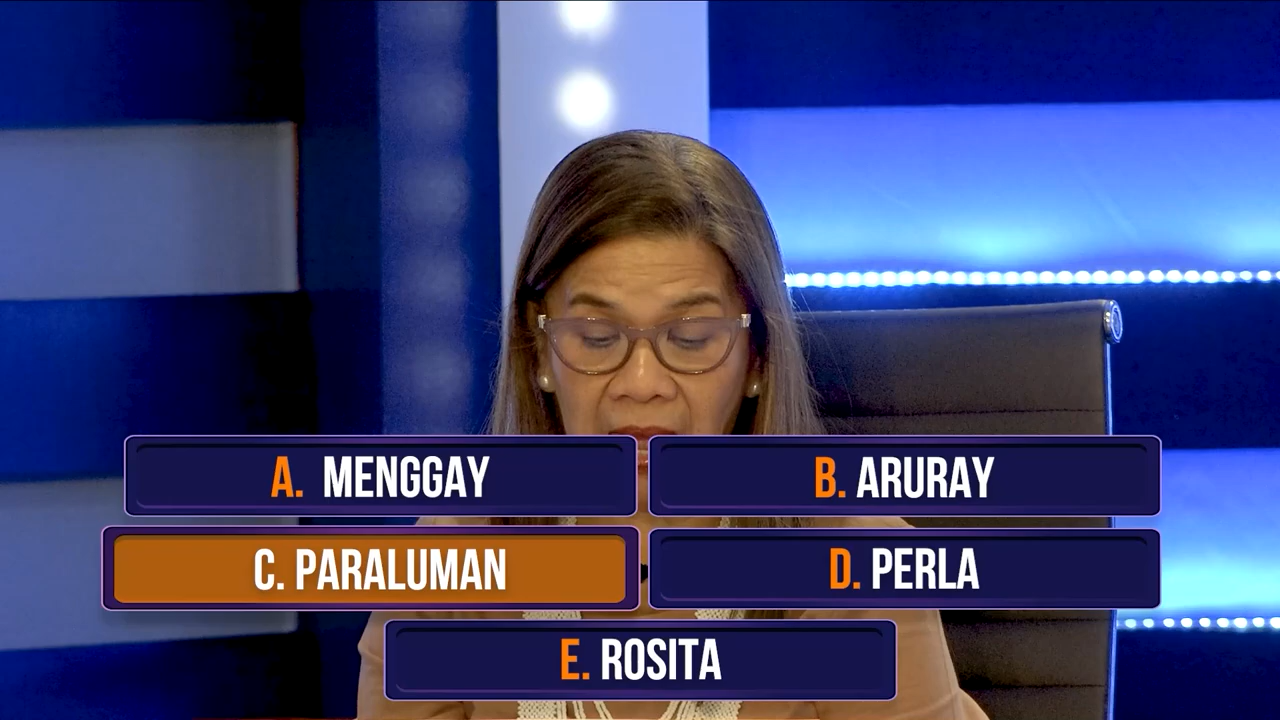 A. MENGGAY
B. ARURAY
C. PARALUMAN
D. PERLA
E. ROSITA